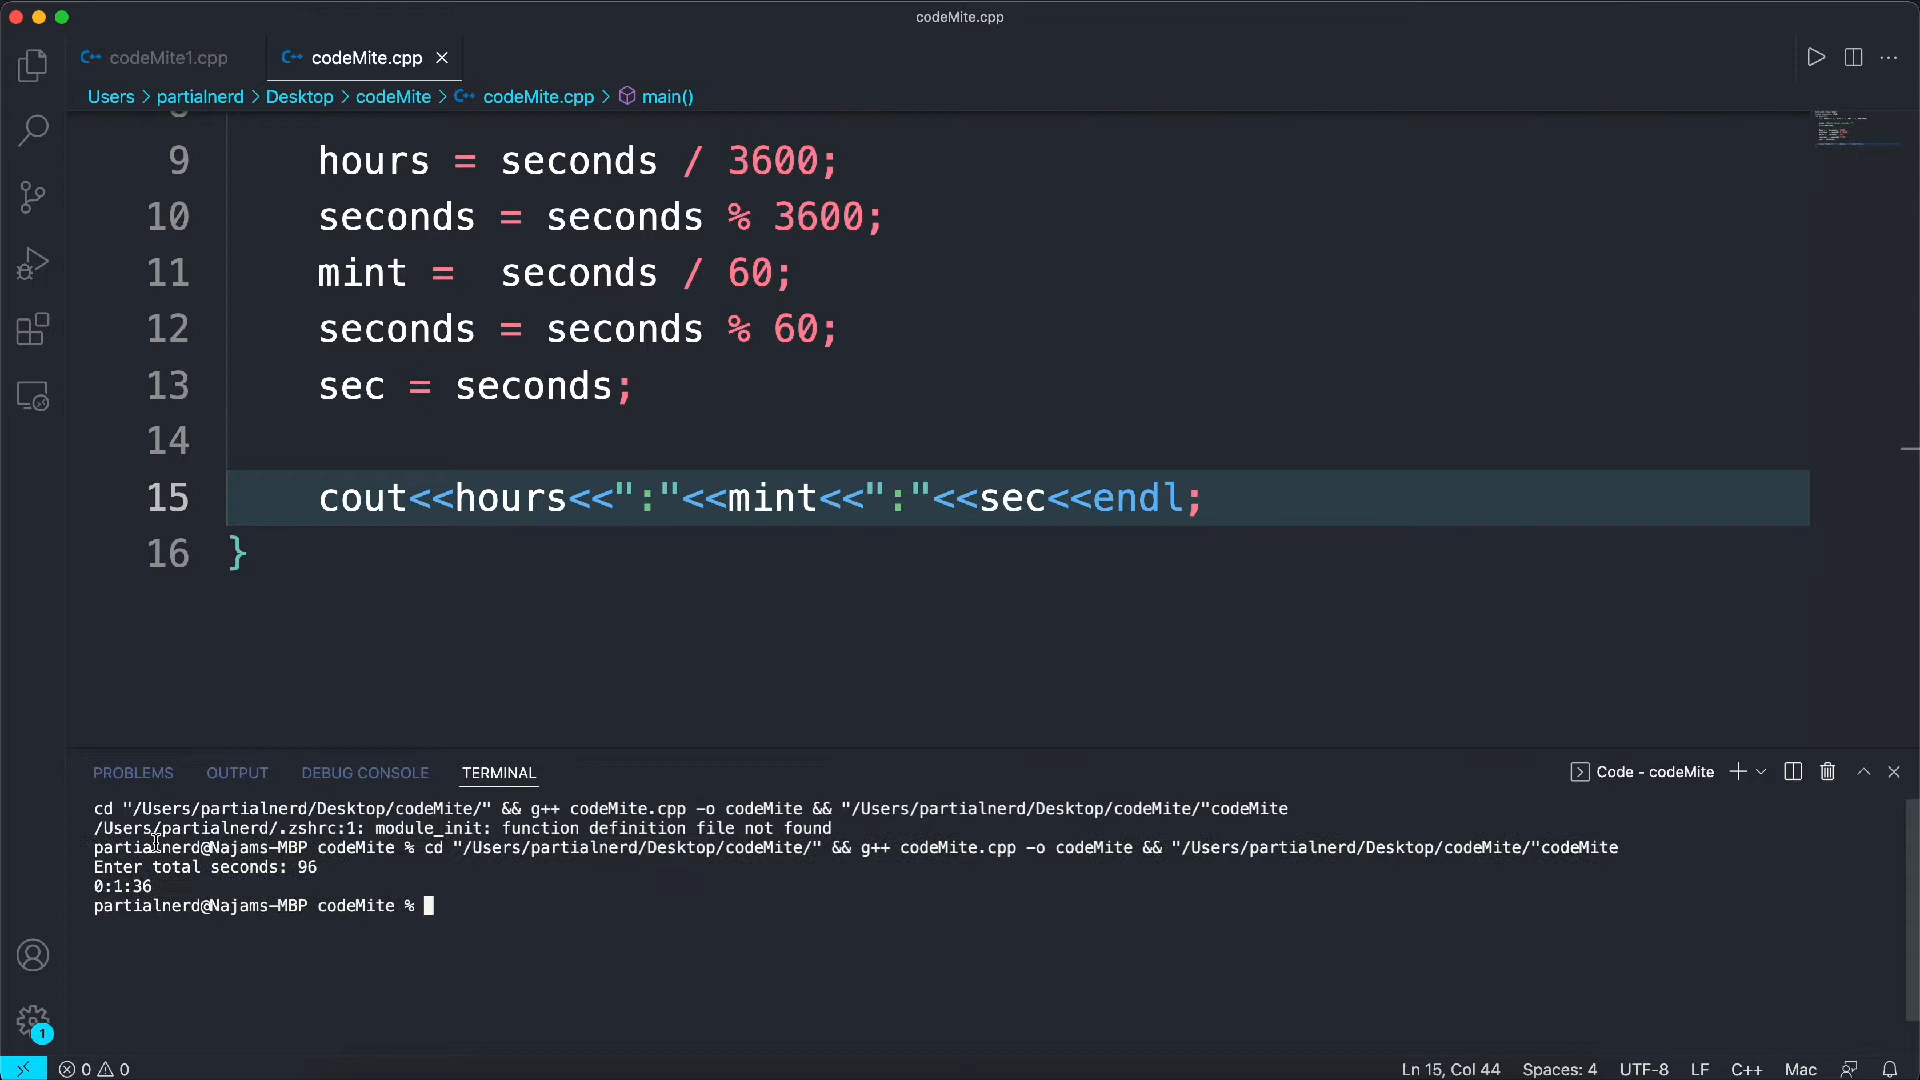 codeMite.cpp
codeMite1.cpp
codeMite.cpp
Users > partialnerd > Desktop > codeMite > codeMite.cpp > main()
9 hours = seconds / 3600;
10 seconds = seconds % 3600;
11 mint =  seconds / 60;
12 seconds = seconds % 60;
13 sec = seconds;
14
15 cout<<hours<<":"<<mint<<":"<<sec<<endl;
16 }
PROBLEMS OUTPUT DEBUG CONSOLE TERMINAL
Code - codeMite
cd "/Users/partialnerd/Desktop/codeMite/" && g++ codeMite.cpp -o codeMite && "/Users/partialnerd/Desktop/codeMite/"codeMite
/Users/partialnerd/.zshrc:1: module_init: function definition file not found
partialnerd@Najams-MBP codeMite % cd "/Users/partialnerd/Desktop/codeMite/" && g++ codeMite.cpp -o codeMite && "/Users/partialnerd/Desktop/codeMite/"codeMite
Enter total seconds: 96
0:1:36
partialnerd@Najams-MBP codeMite %
1
0 0
Ln 15, Col 44 Spaces: 4 UTF-8 LF C++ Mac